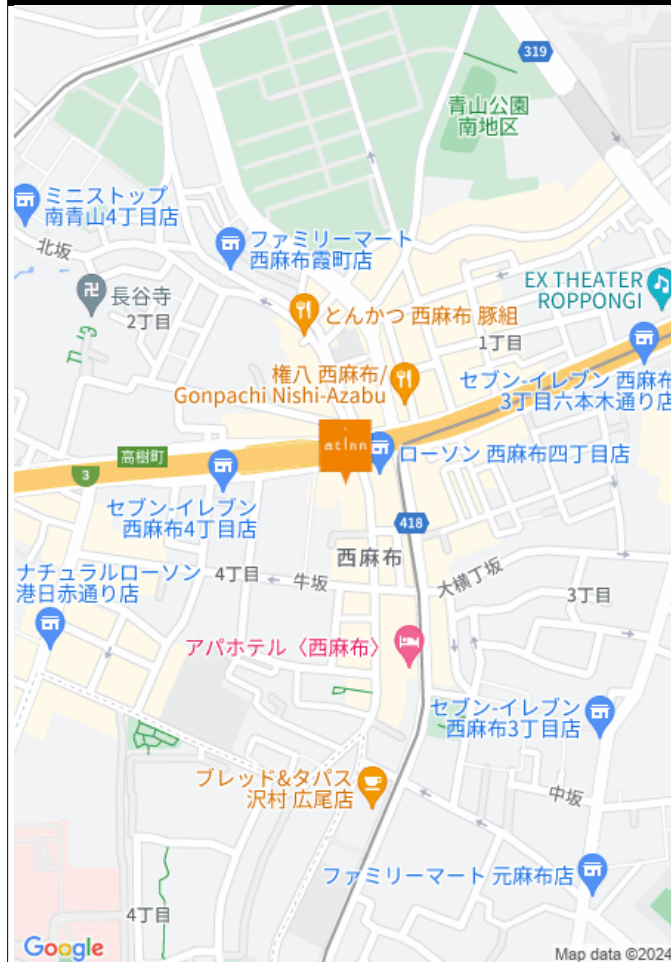 319
青山公園
南地区
ミニストップ
南青山4丁目店
ファミリーマート
西麻布霞町店
北坂
長谷寺
2丁目
EX THEATER
ROPPONGI
とんかつ 西麻布 豚組
1丁目
権八 西麻布/
Gonpachi Nishi-Azabu
セブン-イレブン 西麻布
3丁目六本木通り店
atinn
高樹町
3
ローソン 西麻布四丁目店
セブン-イレブン
西麻布4丁目店
418
西麻布
ナチュラルローソン
港日赤通り店
4丁目
牛坂
大横丁坂
3丁目
アパホテル〈西麻布〉
セブン-イレブン
西麻布3丁目店
ブレッド&タパス
沢村 広尾店
中坂
ファミリーマート 元麻布店
4丁目
Google
Map data ©2024